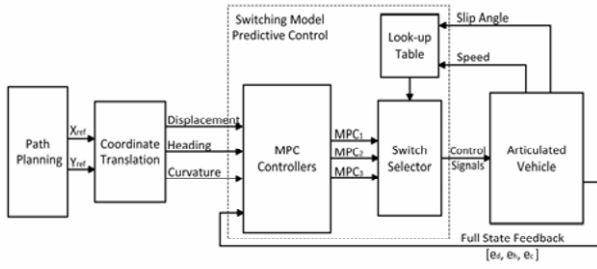 Switching Model
Predictive Control
Look-up
Table
Slip Angle
Speed
Path
Planning
Xref
Yref
Coordinate
Translation
Displacement
Heading
Curvature
MPC
Controllers
MPC1
MPC2
MPC3
Switch
Selector
Control
Signals
Articulated
Vehicle
Full State Feedback
[ed, eh, ec]